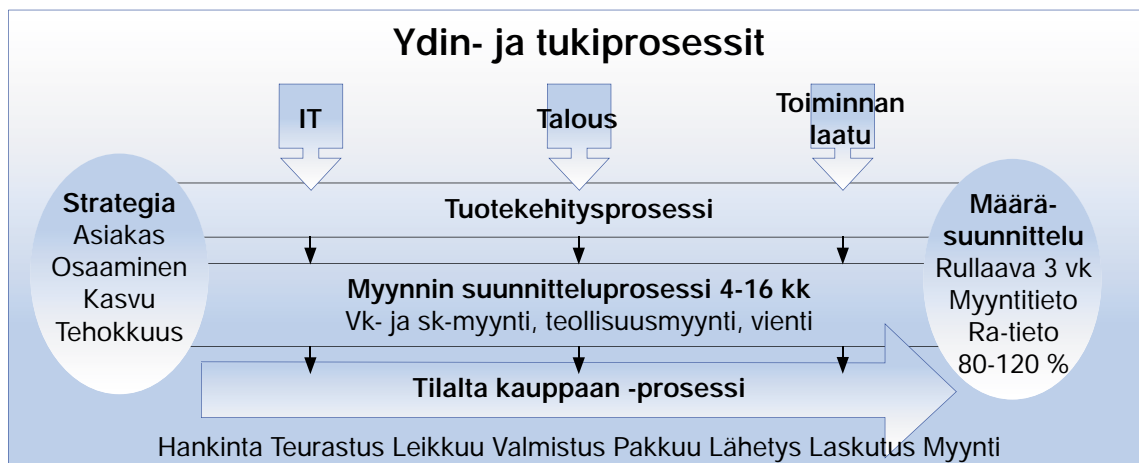 Ydin- ja tukiprosessit
IT
Talous
Toiminnan
laatu
Strategia
Asiakas
Osaaminen
Kasvu
Tehokkuus
Tuotekehitysprosessi
Myynnin suunnitteluprosessi 4-16 kk
Vk- ja sk-myynti, teollisuusmyynti, vienti
Tilalta kauppaan -prosessi
Määrä-
suunnittelu
Rullaava 3 vk
Myyntitieto
Ra-tieto
80-120 %
Hankinta Teurastus Leikkuu Valmistus Pakkuu Lähetys Laskutus Myynti